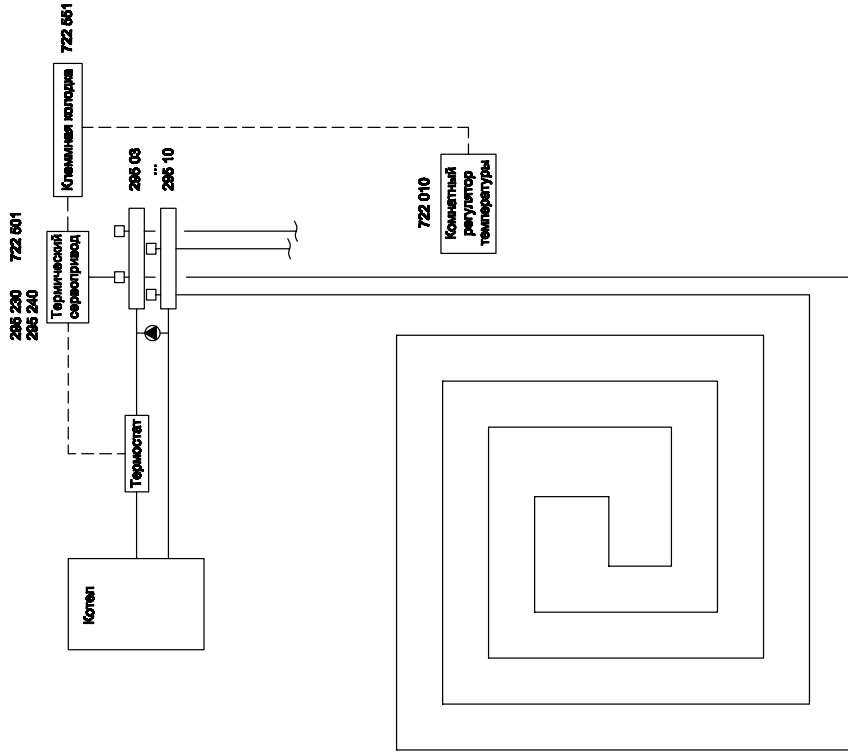 295 230
295 240
722 501
Термический
сервопривод
Клеммная колодка
722 551
295 03
...
295 10
722 010
Комнатный
регулятор
температуры
Термостат
Котел